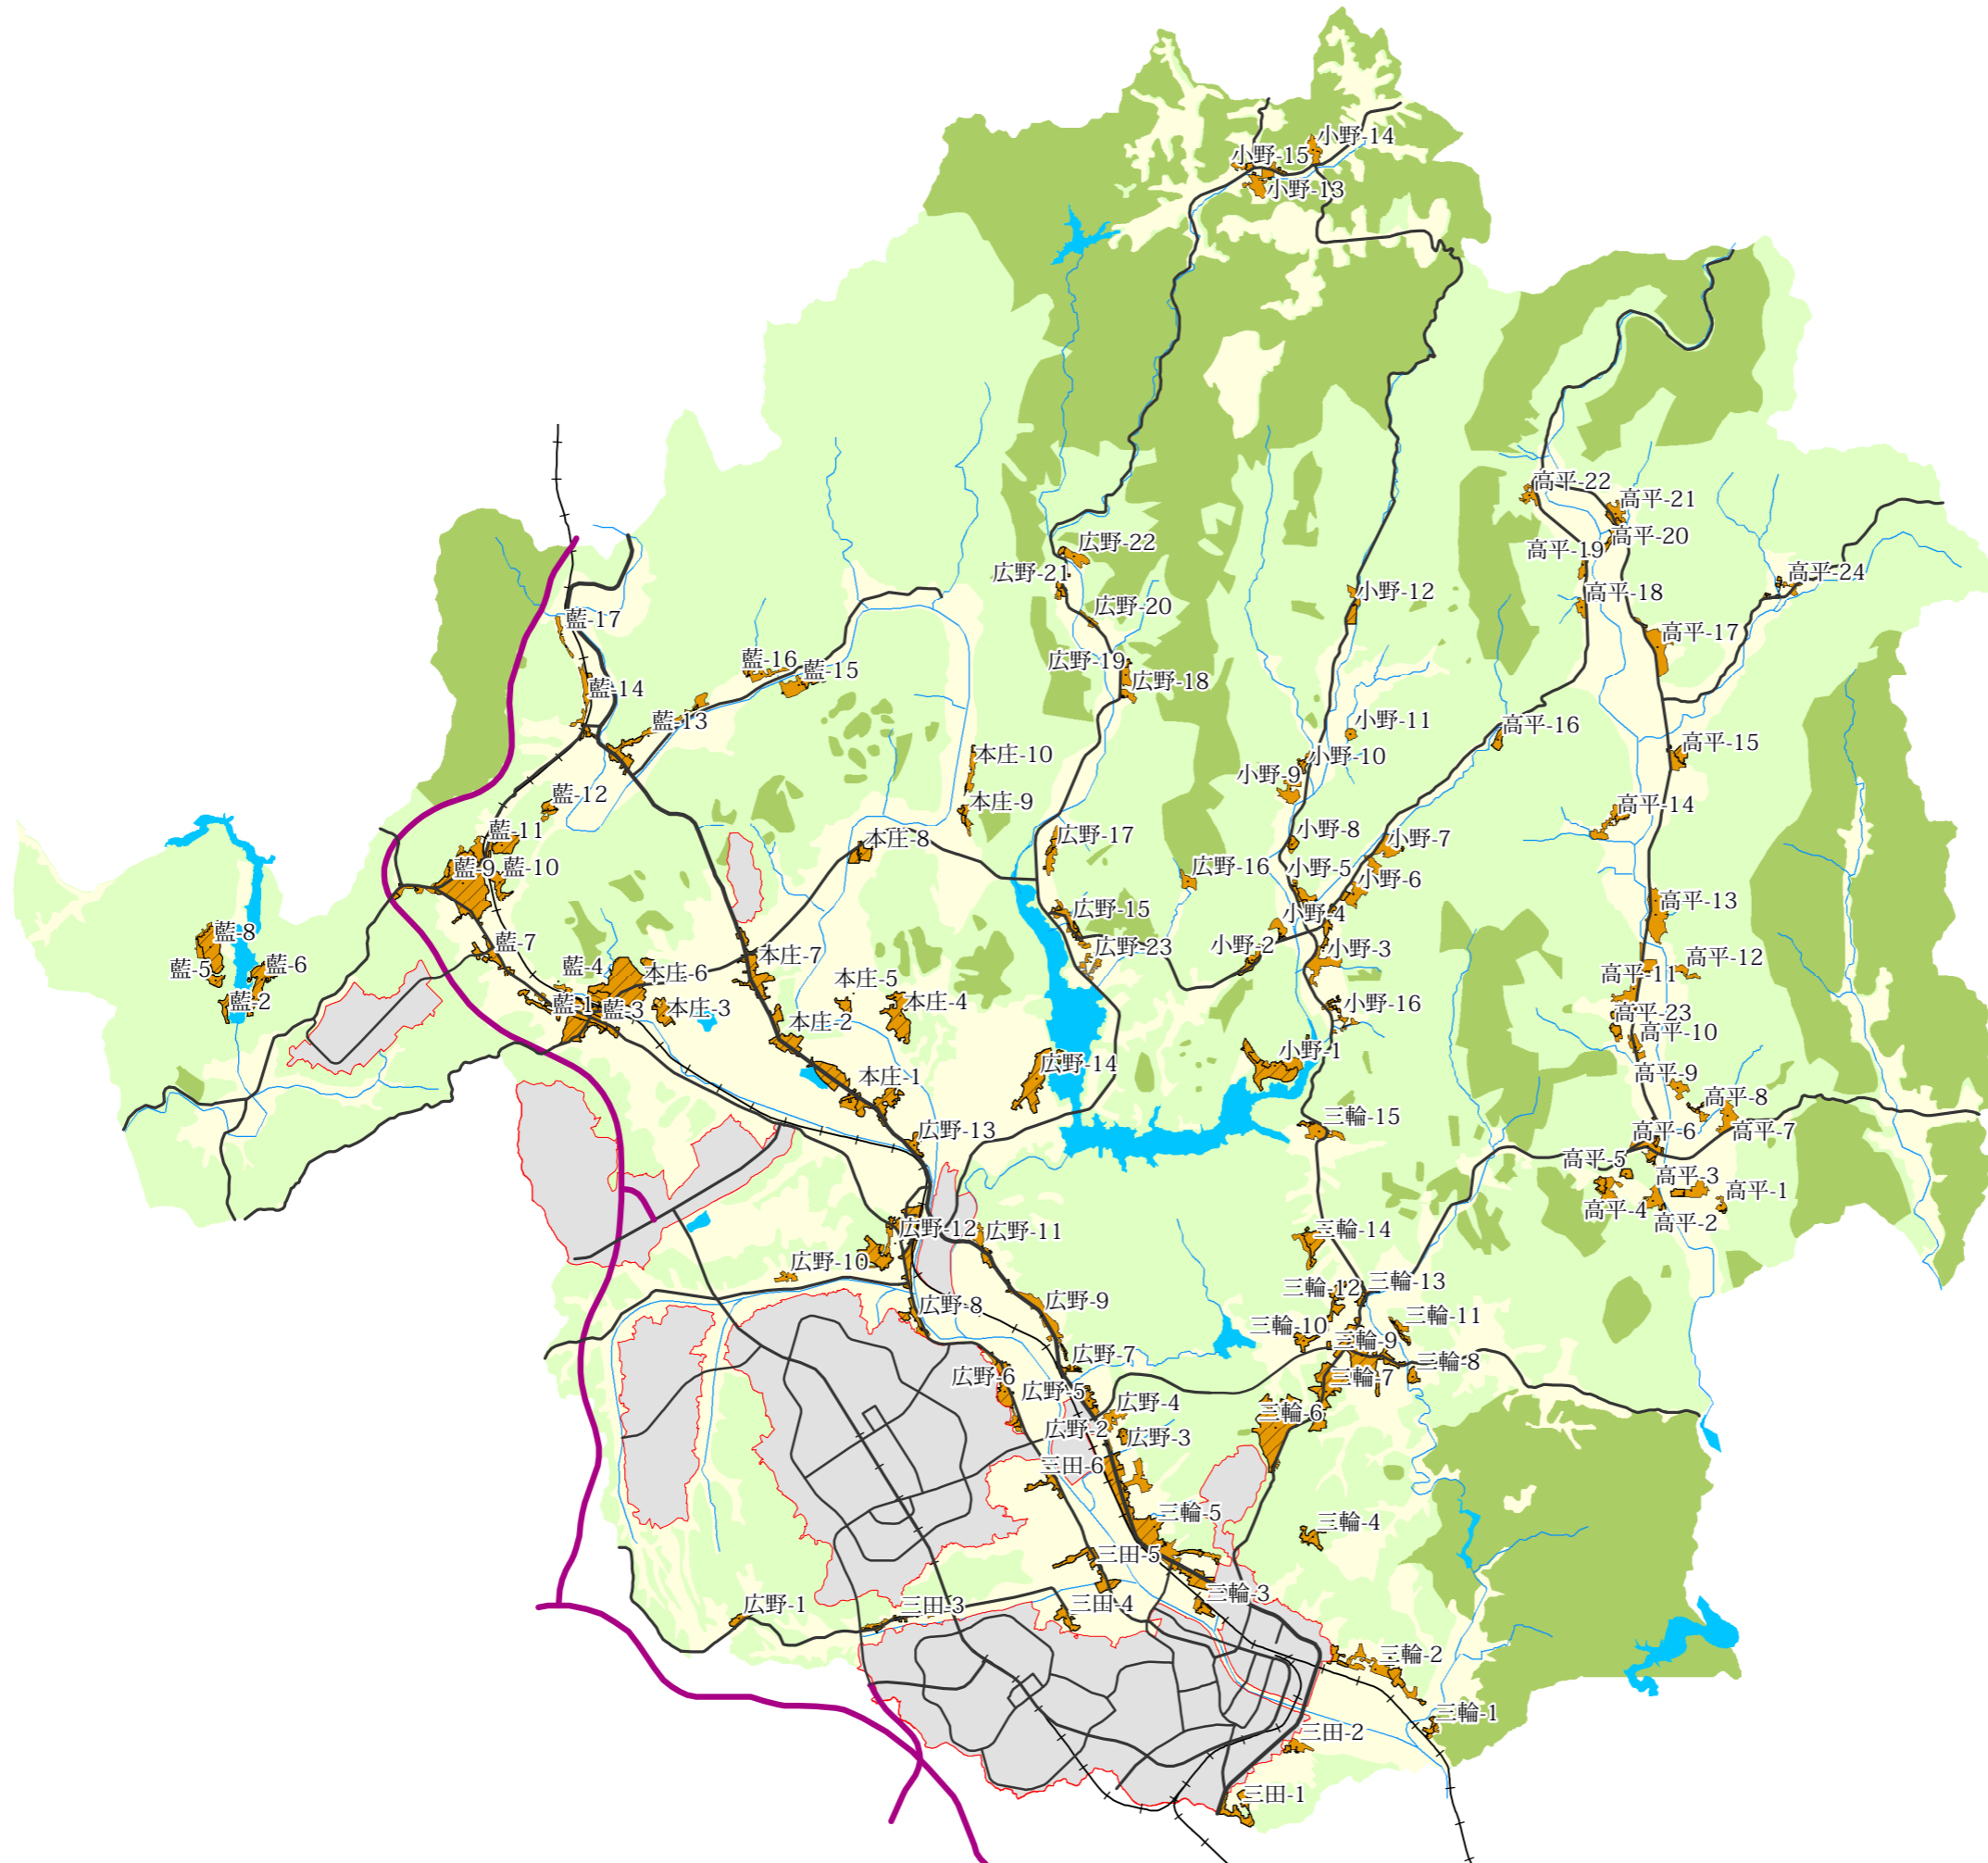 小野-14
小野-15
小野-13
高平-22
高平-21
高平-20
高平-19
広野-22
広野-21
高平-24
小野-12
高平-18
広野-20
藍-17
高平-17
藍-16
広野-19
藍-15
広野-18
藍-14
藍-13
小野-11
高平-16
高平-15
本庄-10
小野-10
小野-9
藍-12
本庄-9
高平-14
藍-11
小野-8
広野-17
小野-7
本庄-8
藍-9
藍-10
広野-16
小野-5
小野-6
高平-13
広野-15
小野-4
藍-8
藍-7
広野-23
小野-2
小野-3
本庄-7
高平-12
藍-5
藍-6
藍-4
本庄-6
高平-11
本庄-5
藍-2
藍-1
藍-3
本庄-3
本庄-4
小野-16
高平-23
本庄-2
高平-10
小野-1
広野-14
高平-9
本庄-1
高平-8
三輪-15
広野-13
高平-6
高平-7
高平-5
高平-3
高平-1
高平-4
高平-2
広野-12
広野-11
三輪-14
広野-10
三輪-12
三輪-13
広野-8
広野-9
三輪-10
三輪-11
三輪-9
広野-7
三輪-8
広野-6
広野-5
三輪-7
広野-4
三輪-6
広野-2
広野-3
三田-6
三輪-5
三輪-4
三田-5
三輪-3
広野-1
三田-3
三田-4
三輪-2
三輪-1
三田-2
三田-1